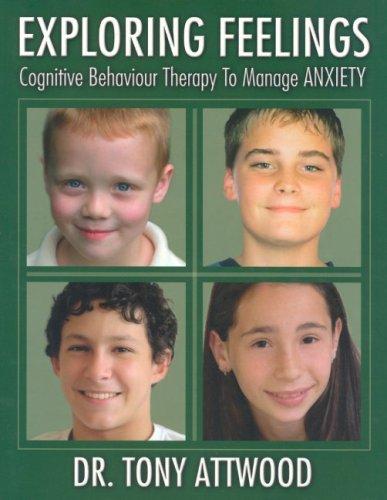 EXPLORING FEELINGS
Cognitive Behaviour Therapy To Manage ANXIETY
DR. TONY ATTWOOD